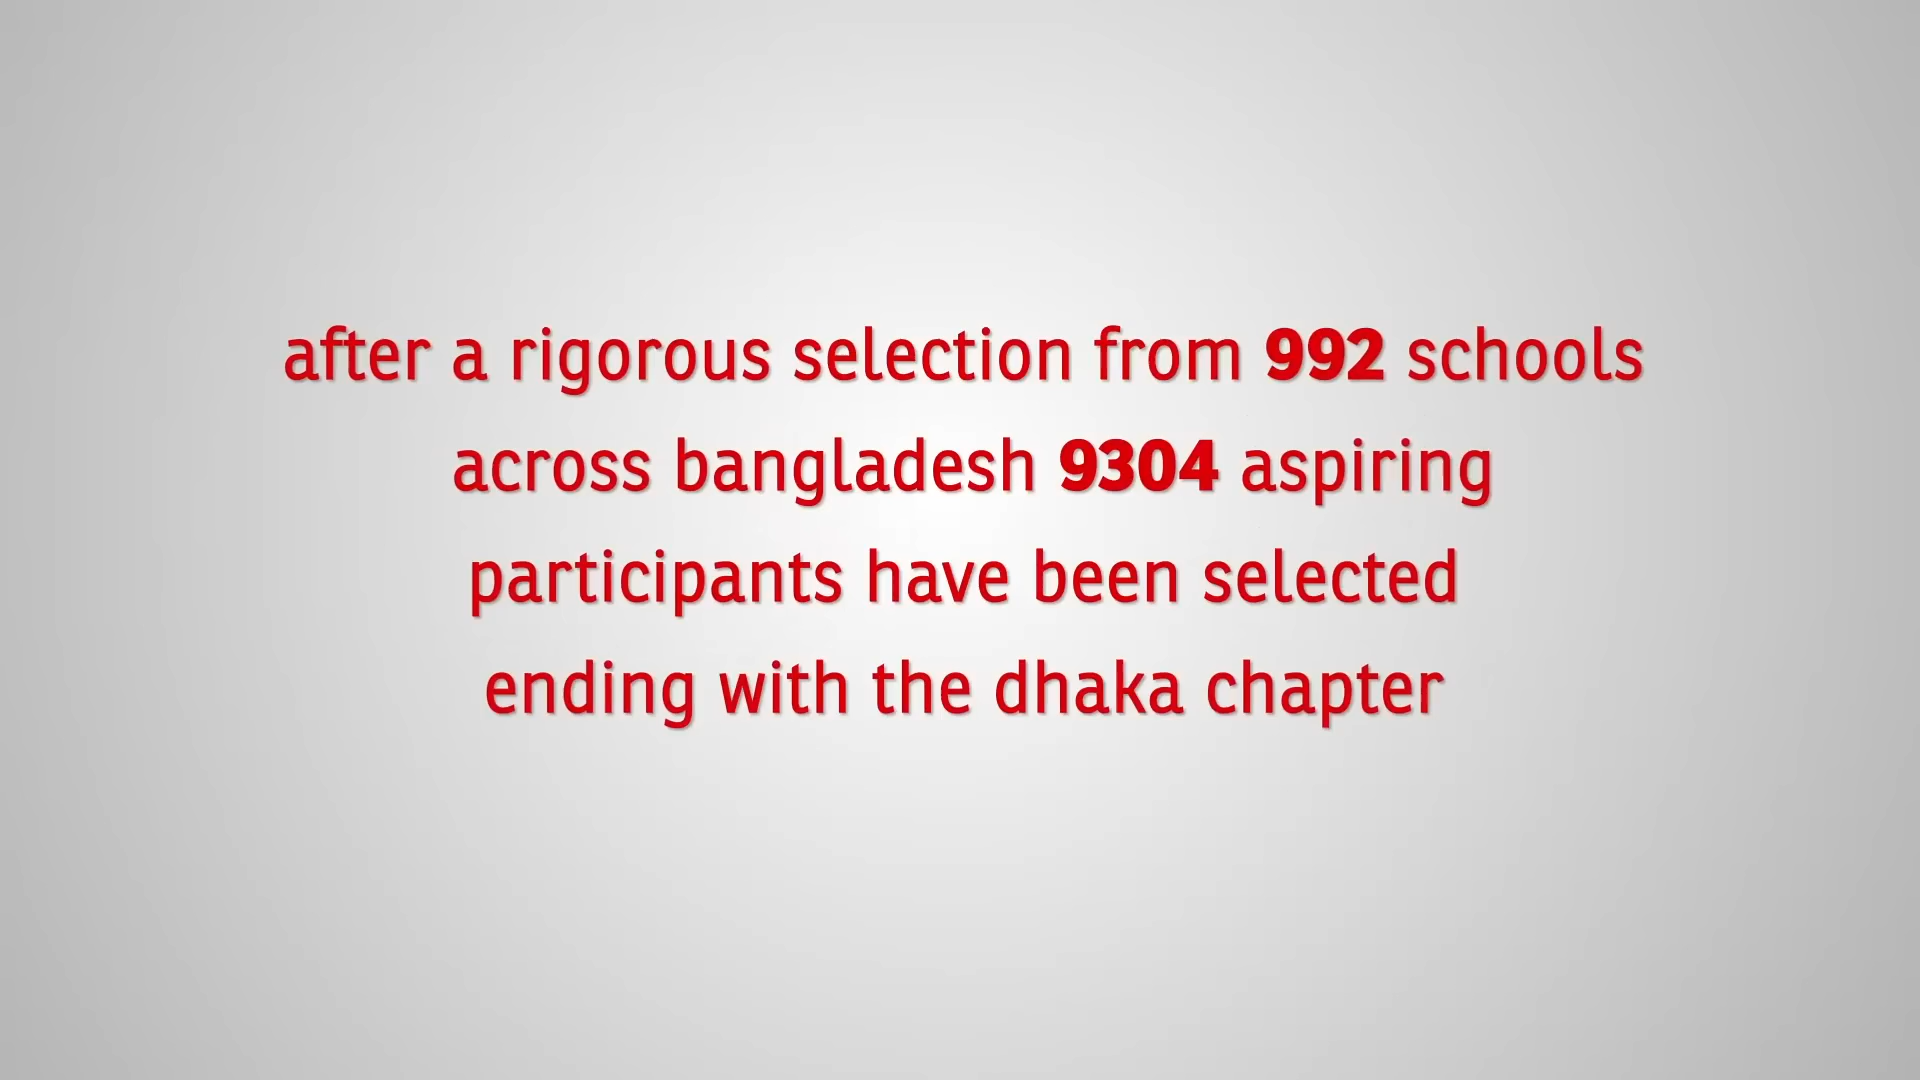 after a rigorous selection from 992 schools
across bangladesh 9304 aspiring
participants have been selected
ending with the dhaka chapter